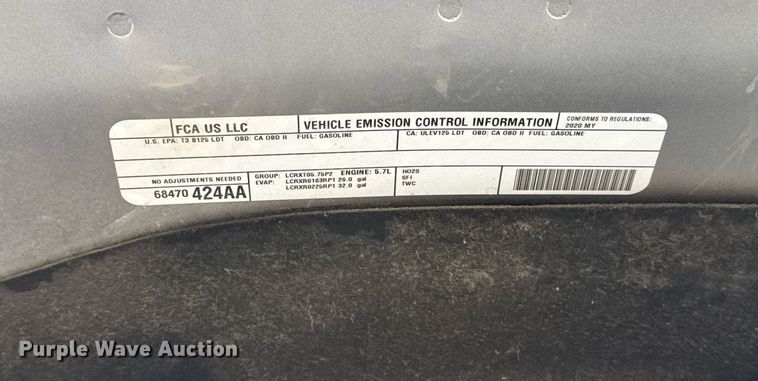 FCA US LLC
VEHICLE EMISSION CONTROL INFORMATION
CONFORMS TO REGULATIONS:
2020 MY
U.S. EPA: T3 B125 LDT OBD: CA OBD II FUEL: GASOLINE
CA: ULEV125 LDT OBD: CA OBD II FUEL: GASOLINE
NO ADJUSTMENTS NEEDED
68470 424AA
GROUP: LCRXT05.75P2 ENGINE: 5.7L
EVAP: LCRXR0183RP1 26.0 gal
LCRXR0225RP1 32.0 gal
HO2S
SFI
TWC
Purple Wave Auction